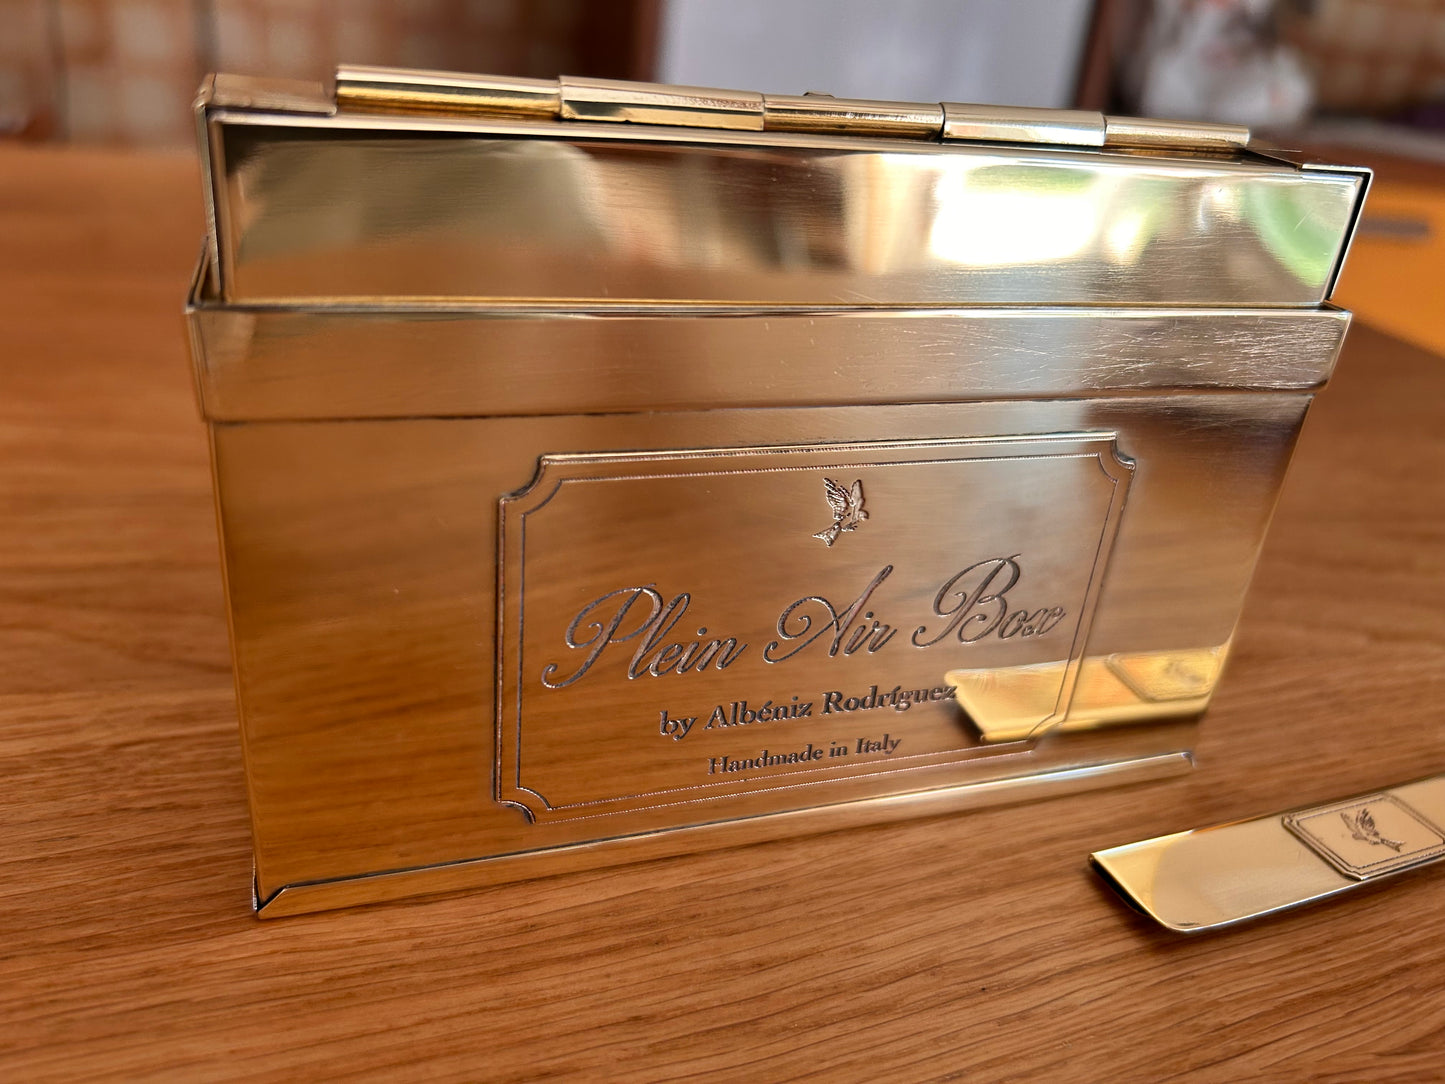 Plein Air Box
by Albéniz Rodríguez
Handmade in Italy